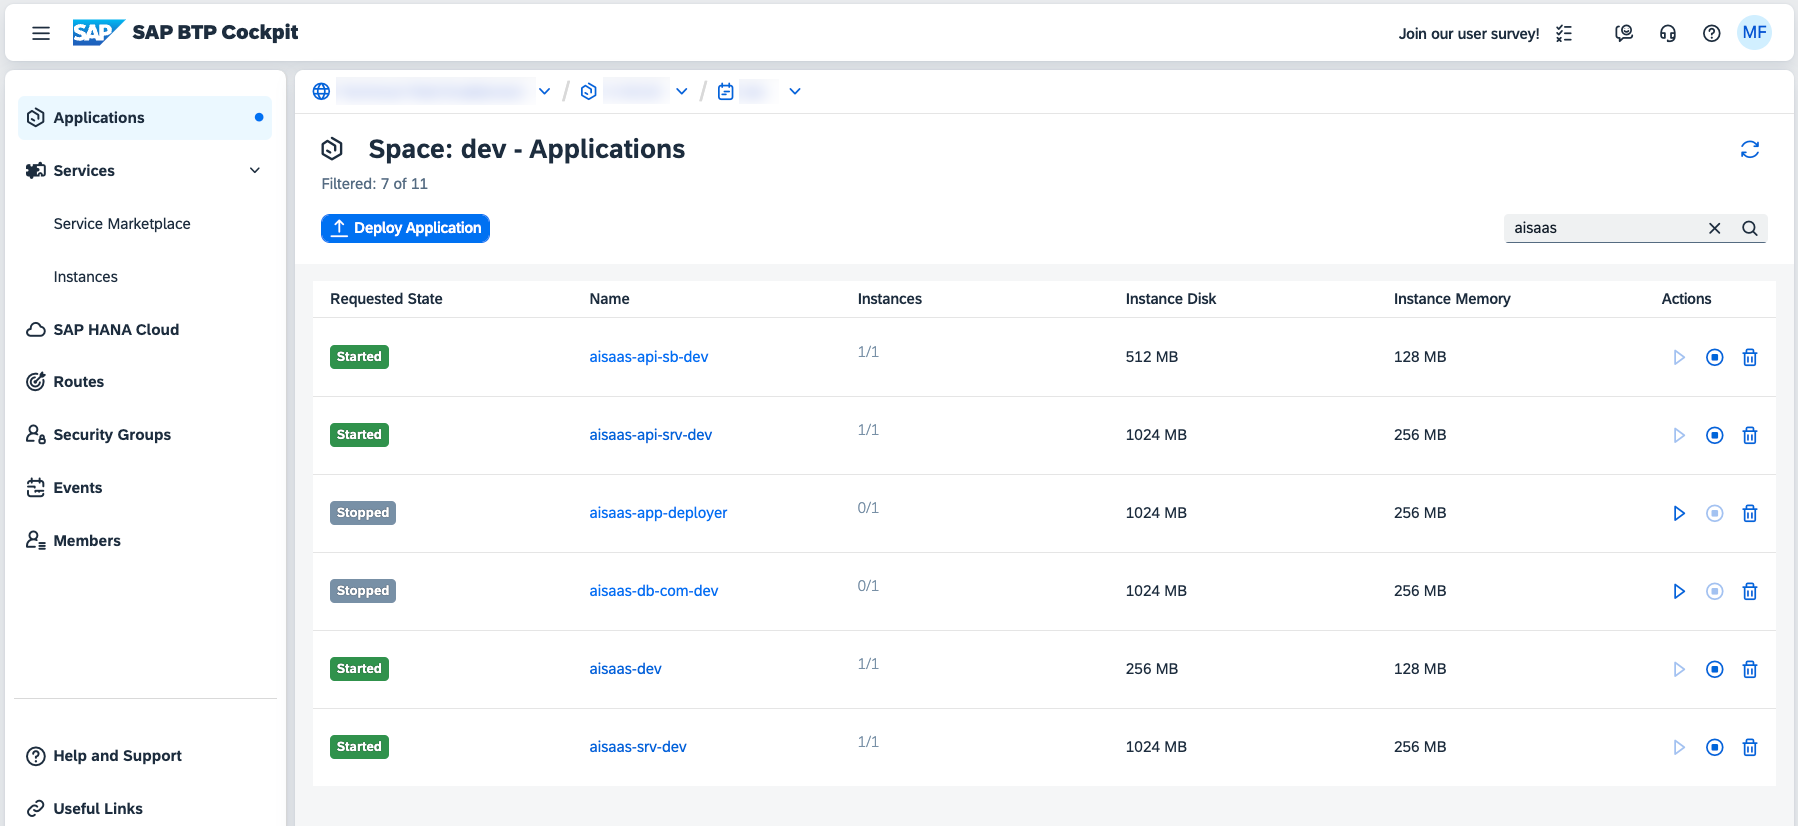 SAP SAP BTP Cockpit
Join our user survey!
MF
Applications
Services
Service Marketplace
Instances
SAP HANA Cloud
Routes
Security Groups
Events
Members
Help and Support
Useful Links
/ /
Space: dev - Applications
Filtered: 7 of 11
Deploy Application
aisaas
Requested State Name Instances Instance Disk Instance Memory Actions
Started aisaas-api-sb-dev 1/1 512 MB 128 MB
Started aisaas-api-srv-dev 1/1 1024 MB 256 MB
Stopped aisaas-app-deployer 0/1 1024 MB 256 MB
Stopped aisaas-db-com-dev 0/1 1024 MB 256 MB
Started aisaas-dev 1/1 256 MB 128 MB
Started aisaas-srv-dev 1/1 1024 MB 256 MB